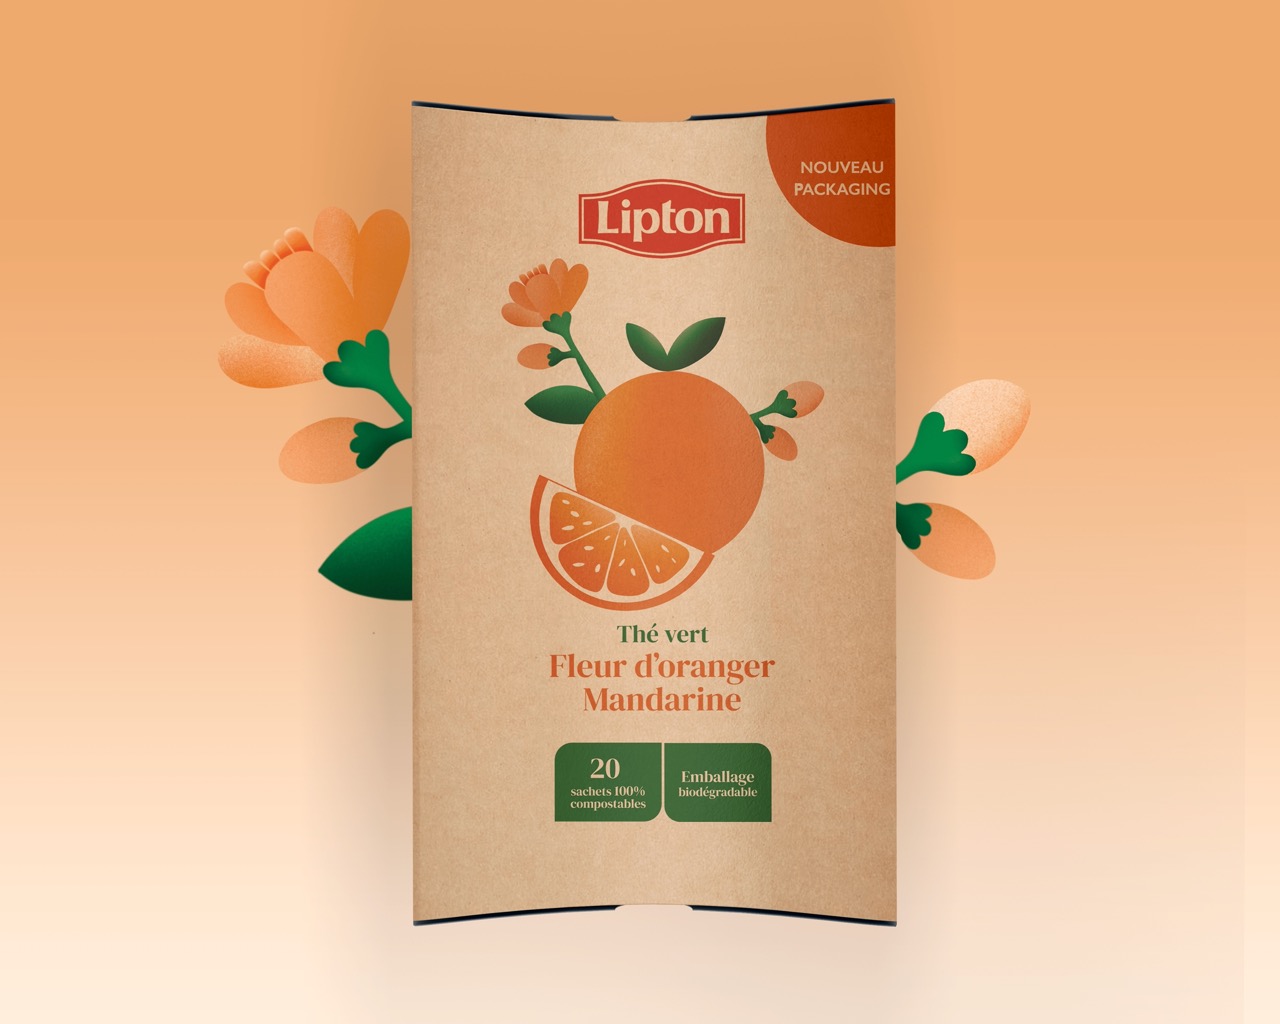 NOUVEAU
PACKAGING
Lipton
Thé vert
Fleur d'oranger
Mandarine
20
sachets 100%
compostables
Emballage
biodégradable